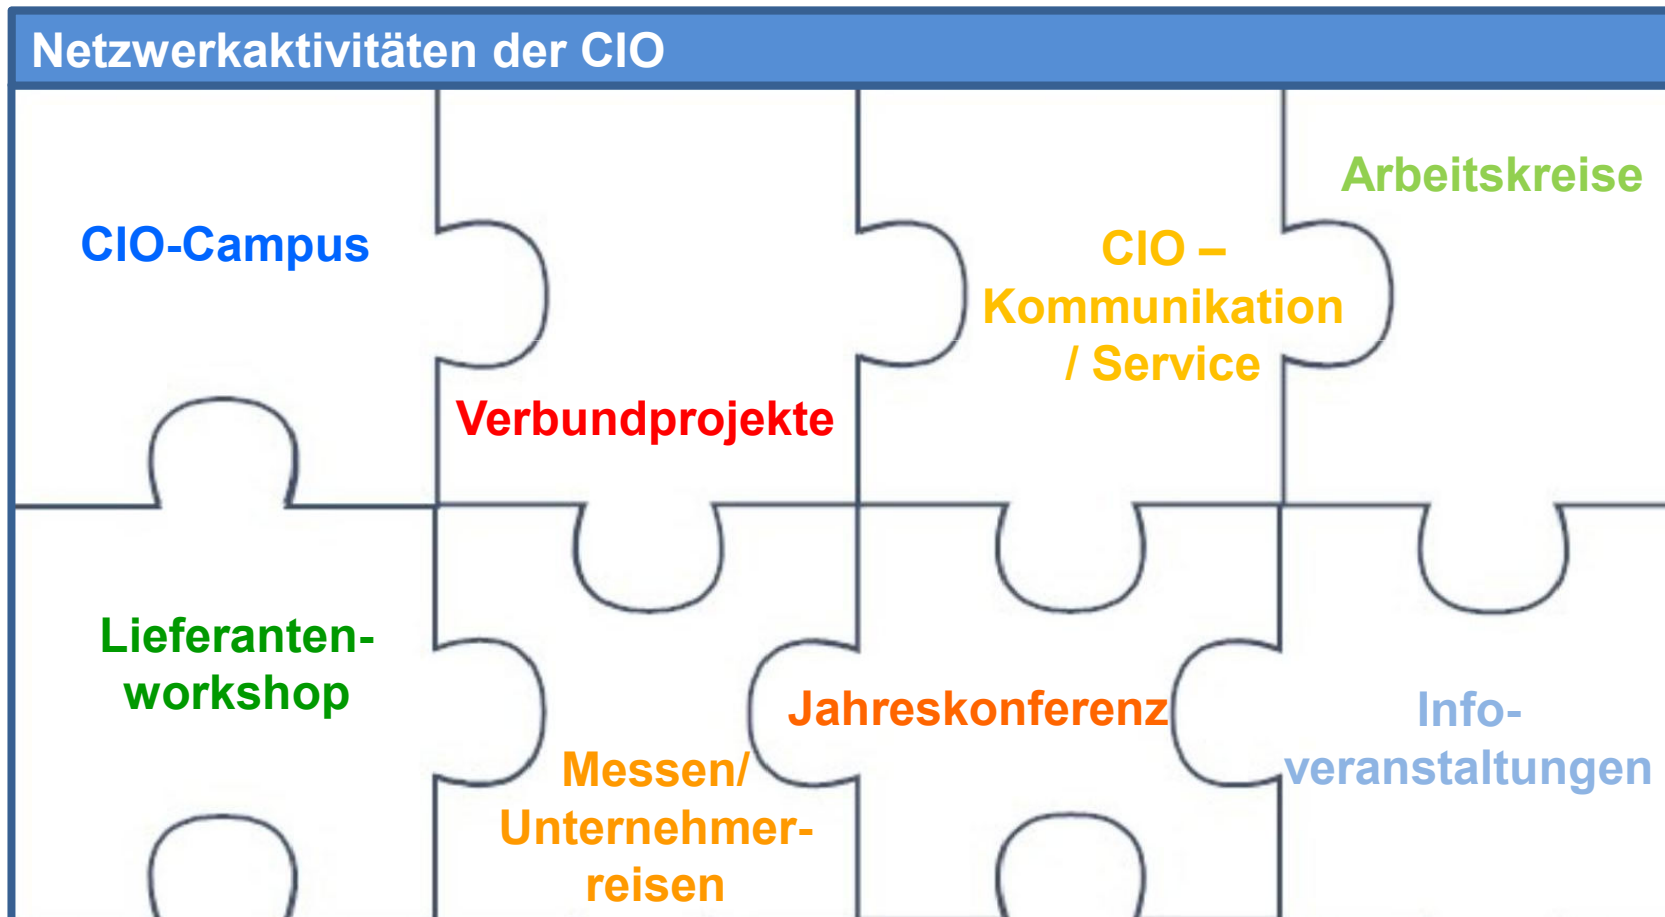 Netzwerkaktivitäten der CIO
CIO-Campus
Verbundprojekte
CIO –
Kommunikation
/ Service
Arbeitskreise
Lieferanten-
workshop
Messen/
Unternehmer-
reisen
Jahreskonferenz
Info-
veranstaltungen